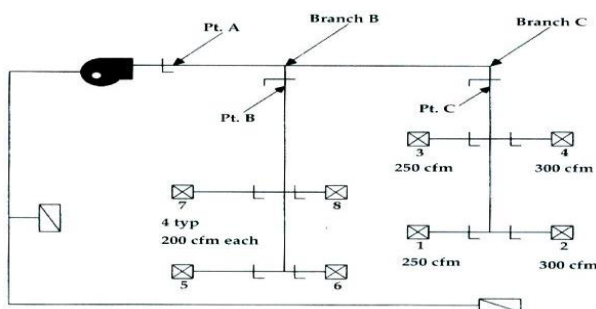 Pt. A
Branch B
Branch C
Pt. B
Pt. C
3
4
250 cfm
300 cfm
7
8
4 typ
200 cfm each
1
2
250 cfm
300 cfm
5
6